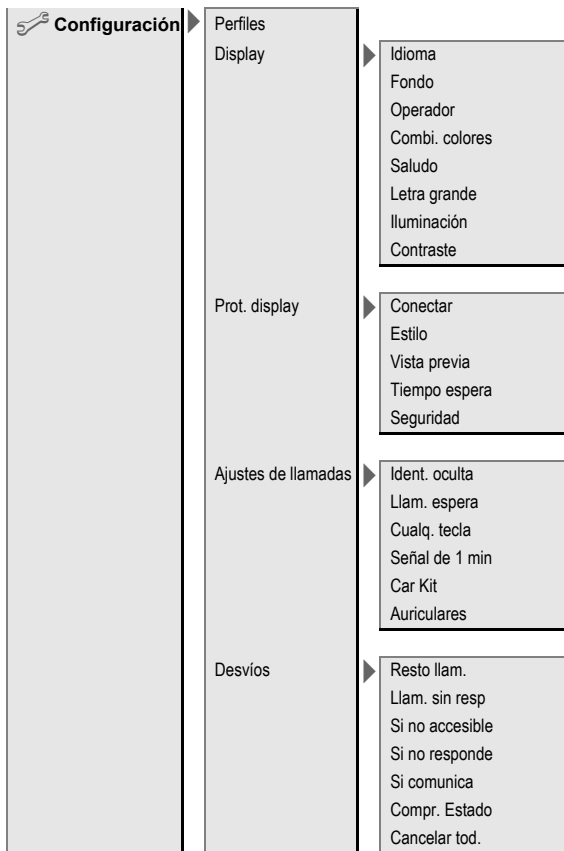 Configuración
Perfiles
Display
Idioma
Fondo
Operador
Combi. colores
Saludo
Letra grande
Iluminación
Contraste
Prot. display
Conectar
Estilo
Vista previa
Tiempo espera
Seguridad
Ajustes de llamadas
Ident. oculta
Llam. espera
Cualq. tecla
Señal de 1 min
Car Kit
Auriculares
Desvíos
Resto llam.
Llam. sin resp
Si no accesible
Si no responde
Si comunica
Compr. Estado
Cancelar tod.